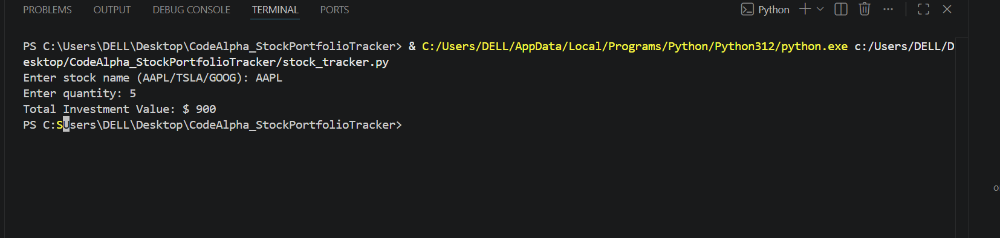 PROBLEMS OUTPUT DEBUG CONSOLE TERMINAL PORTS Python
PS C:\Users\DELL\Desktop\CodeAlpha_StockPortfolioTracker> & C:/Users/DELL/AppData/Local/Programs/Python/Python312/python.exe c:/Users/DELL/D
esktop/CodeAlpha_StockPortfolioTracker/stock_tracker.py
Enter stock name (AAPL/TSLA/GOOG): AAPL
Enter quantity: 5
Total Investment Value: $ 900
PS C:SUsers\DELL\Desktop\CodeAlpha_StockPortfolioTracker>